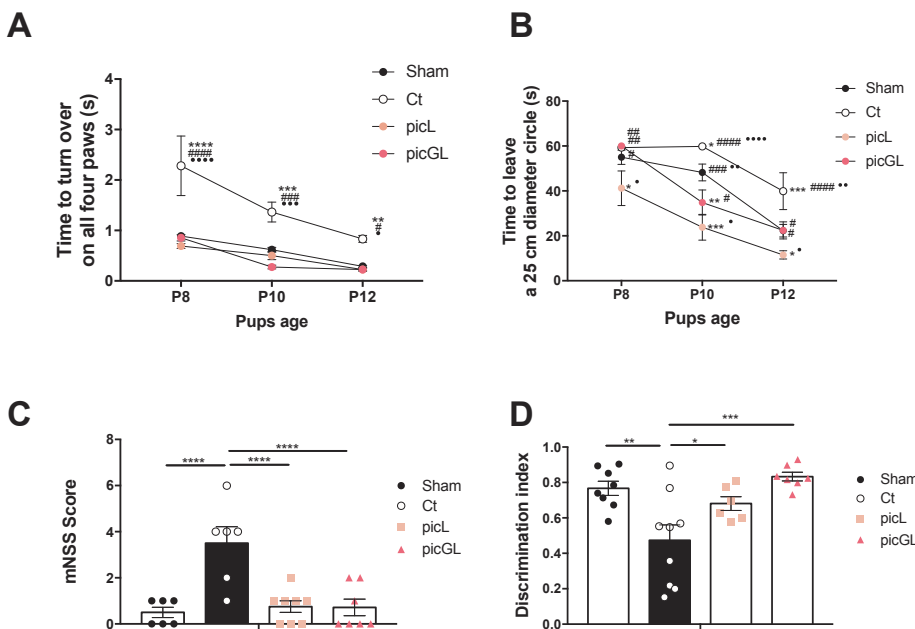 A
Time to turn over
on all four paws (s)
4
3
2
1
0
****
####
••••
***
###
•••
**
#
•
P8
P10
P12
Pups age
Sham
Ct
picL
picGL
B
Time to leave
a 25 cm diameter circle (s)
80
60
40
20
0
##
##
#
* •
* #### ••••
### ••
** #
*** •
*** #### ••
#
#
* •
P8
P10
P12
Pups age
Sham
Ct
picL
picGL
C
mNSS Score
8
6
4
2
0
****
****
****
Sham
Ct
picL
picGL
D
Discrimination index
1.0
0.8
0.6
0.4
0.2
0.0
***
**
*
Sham
Ct
picL
picGL